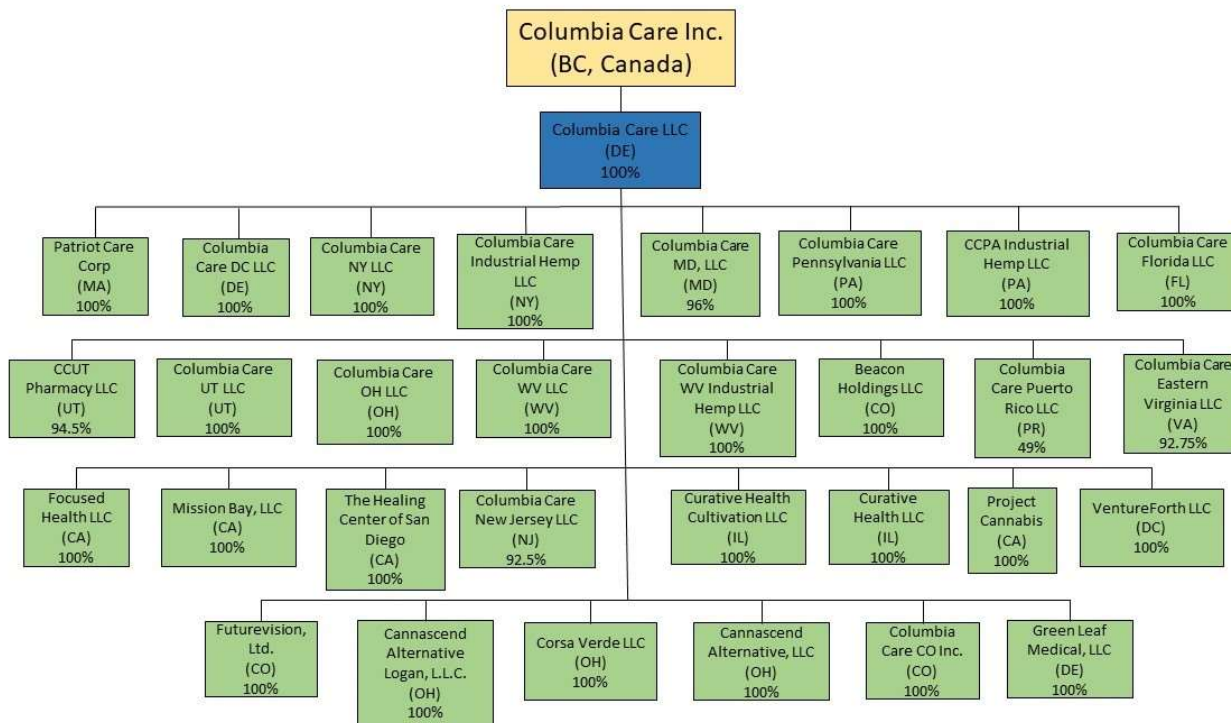 Columbia Care Inc.
(BC, Canada)
Columbia Care LLC
(DE)
100%
Patriot Care
Corp
(MA)
100%
Columbia
Care DC LLC
(DE)
100%
Columbia Care
NY LLC
(NY)
100%
Columbia Care
Industrial Hemp
LLC
(NY)
100%
Columbia Care
MD, LLC
(MD)
96%
Columbia Care
Pennsylvania LLC
(PA)
100%
CCPA Industrial
Hemp LLC
(PA)
100%
Columbia Care
Florida LLC
(FL)
100%
CCUT
Pharmacy LLC
(UT)
94.5%
Columbia Care
UT LLC
(UT)
100%
Columbia Care
OH LLC
(OH)
100%
Columbia Care
WV LLC
(WV)
100%
Columbia Care
WV Industrial
Hemp LLC
(WV)
100%
Beacon
Holdings LLC
(CO)
100%
Columbia
Care Puerto
Rico LLC
(PR)
49%
Columbia Care
Eastern
Virginia LLC
(VA)
92.75%
Focused
Health LLC
(CA)
100%
Mission Bay, LLC
(CA)
100%
The Healing
Center of San
Diego
(CA)
100%
Columbia Care
New Jersey LLC
(NJ)
92.5%
Curative Health
Cultivation LLC
(IL)
100%
Curative
Health LLC
(IL)
100%
Project
Cannabis
(CA)
100%
VentureForth LLC
(DC)
100%
Futurevision,
Ltd.
(CO)
100%
Cannascend
Alternative
Logan, L.L.C.
(OH)
100%
Corsa Verde LLC
(OH)
100%
Cannascend
Alternative, LLC
(OH)
100%
Columbia
Care CO Inc.
(CO)
100%
Green Leaf
Medical, LLC
(DE)
100%